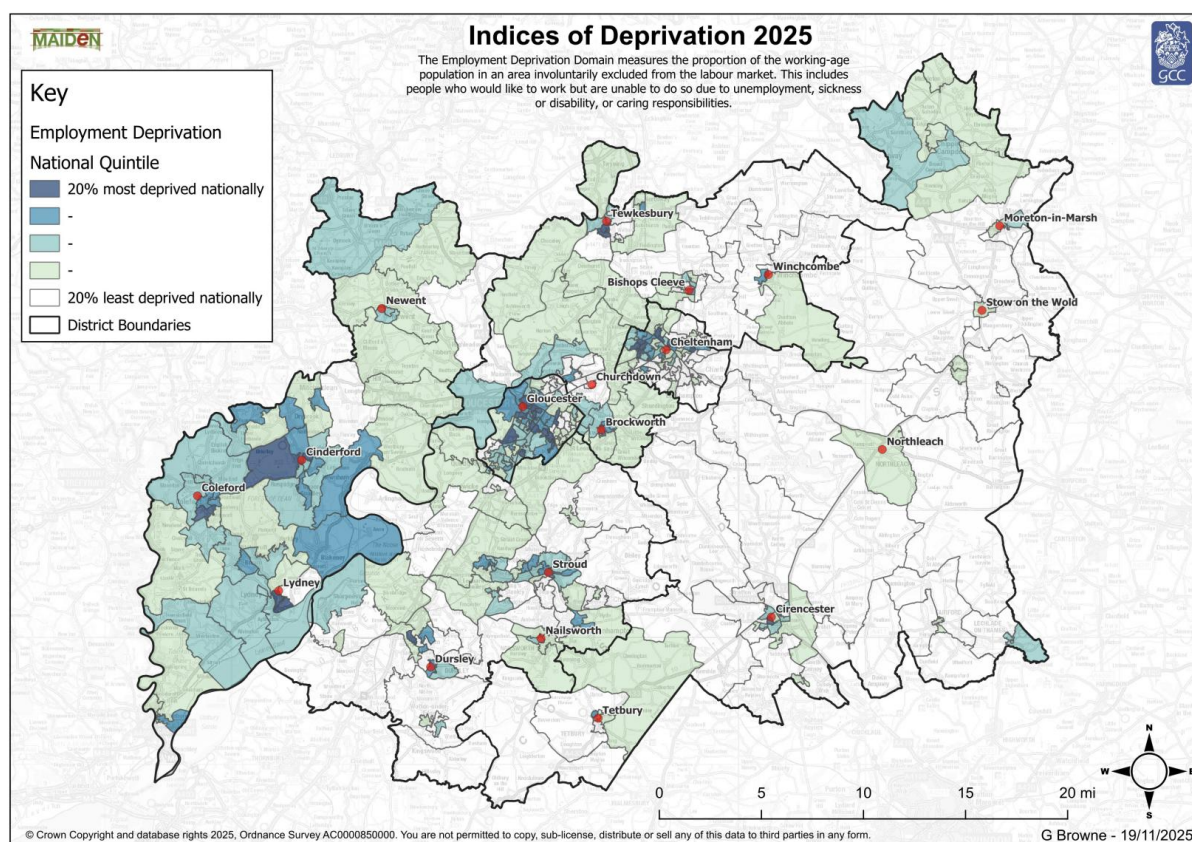 MAIDeN
Indices of Deprivation 2025
The Employment Deprivation Domain measures the proportion of the working-age
population in an area involuntarily excluded from the labour market. This includes
people who would like to work but are unable to do so due to unemployment, sickness
or disability, or caring responsibilities.
GCC
Key
Employment Deprivation
National Quintile
20% most deprived nationally
-
-
-
20% least deprived nationally
District Boundaries
Tewkesbury
Moreton-in-Marsh
Winchcombe
Bishops Cleeve
Newent
Stow on the Wold
Cheltenham
Churchdown
Gloucester
Brockworth
Northleach
Cinderford
Coleford
Stroud
Lydney
Cirencester
Nailsworth
Dursley
Tetbury
N
W E
S
0 5 10 15 20 mi
© Crown Copyright and database rights 2025, Ordnance Survey AC0000850000. You are not permitted to copy, sub-license, distribute or sell any of this data to third parties in any form.
G Browne - 19/11/2025